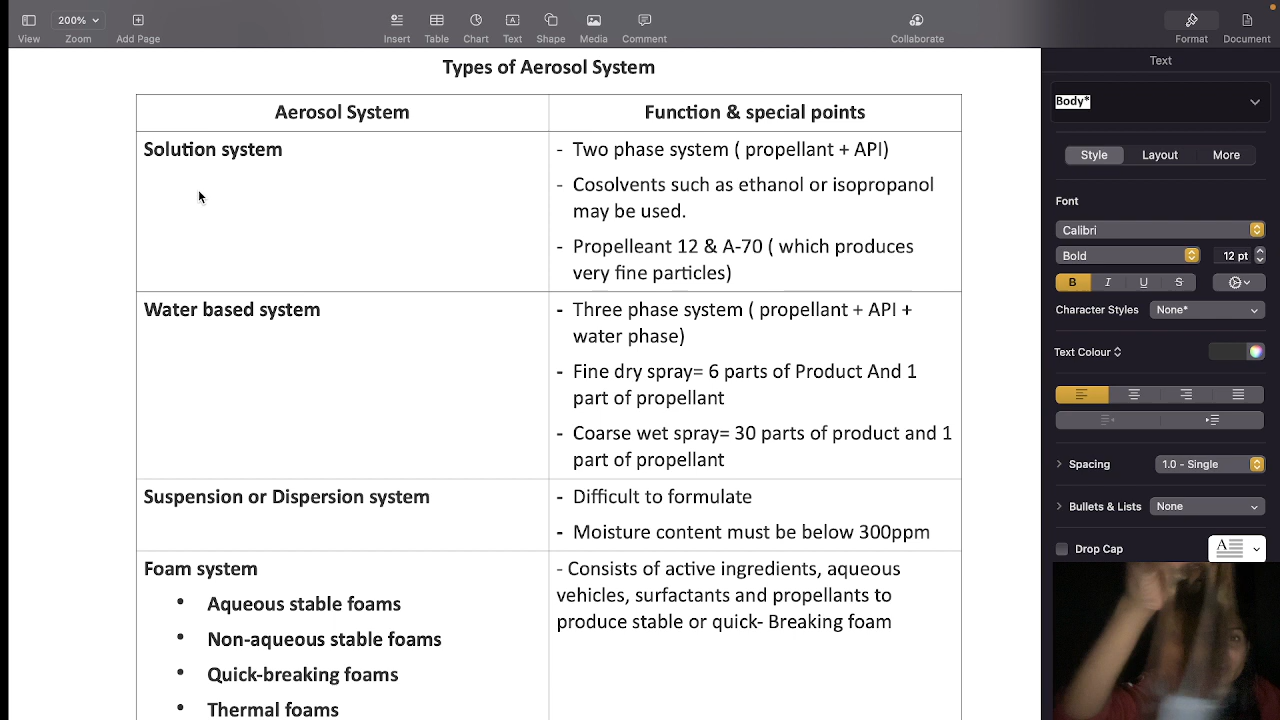 View
200%
Zoom
Add Page
Insert
Table
Chart
Text
Shape
Media
Comment
Collaborate
Format
Document
Types of Aerosol System
Aerosol System
Function & special points
Solution system
- Two phase system ( propellant + API)
- Cosolvents such as ethanol or isopropanol
may be used.
- Propelleant 12 & A-70 ( which produces
very fine particles)
Water based system
- Three phase system ( propellant + API +
water phase)
- Fine dry spray= 6 parts of Product And 1
part of propellant
- Coarse wet spray= 30 parts of product and 1
part of propellant
Suspension or Dispersion system
- Difficult to formulate
- Moisture content must be below 300ppm
Foam system
• Aqueous stable foams
• Non-aqueous stable foams
• Quick-breaking foams
• Thermal foams
- Consists of active ingredients, aqueous
vehicles, surfactants and propellants to
produce stable or quick- Breaking foam
Text
Body*
Style
Layout
More
Font
Calibri
Bold
12 pt
B I U S
Character Styles
None*
Text Colour
Spacing
1.0 - Single
Bullets & Lists
None
Drop Cap
A